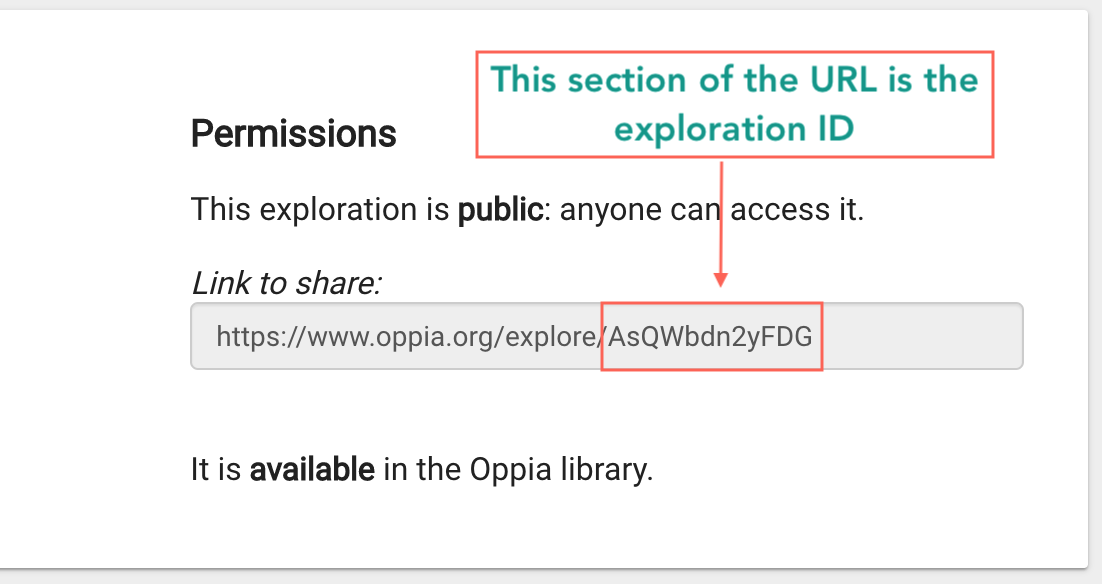 This section of the URL is the
exploration ID
Permissions
This exploration is public: anyone can access it.
Link to share:
https://www.oppia.org/explore/AsQWbdn2yFDG
It is available in the Oppia library.